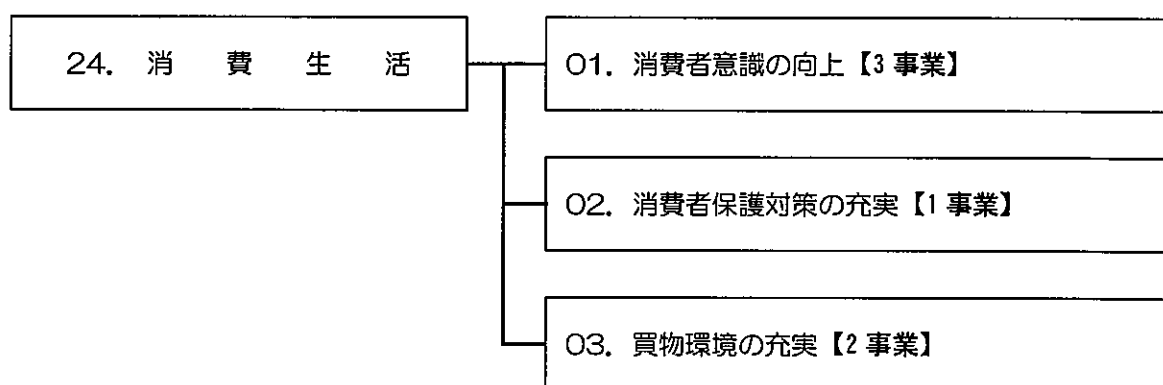 24. 消費生活
01. 消費者意識の向上【3事業】
02. 消費者保護対策の充実【1事業】
03. 買物環境の充実【2事業】